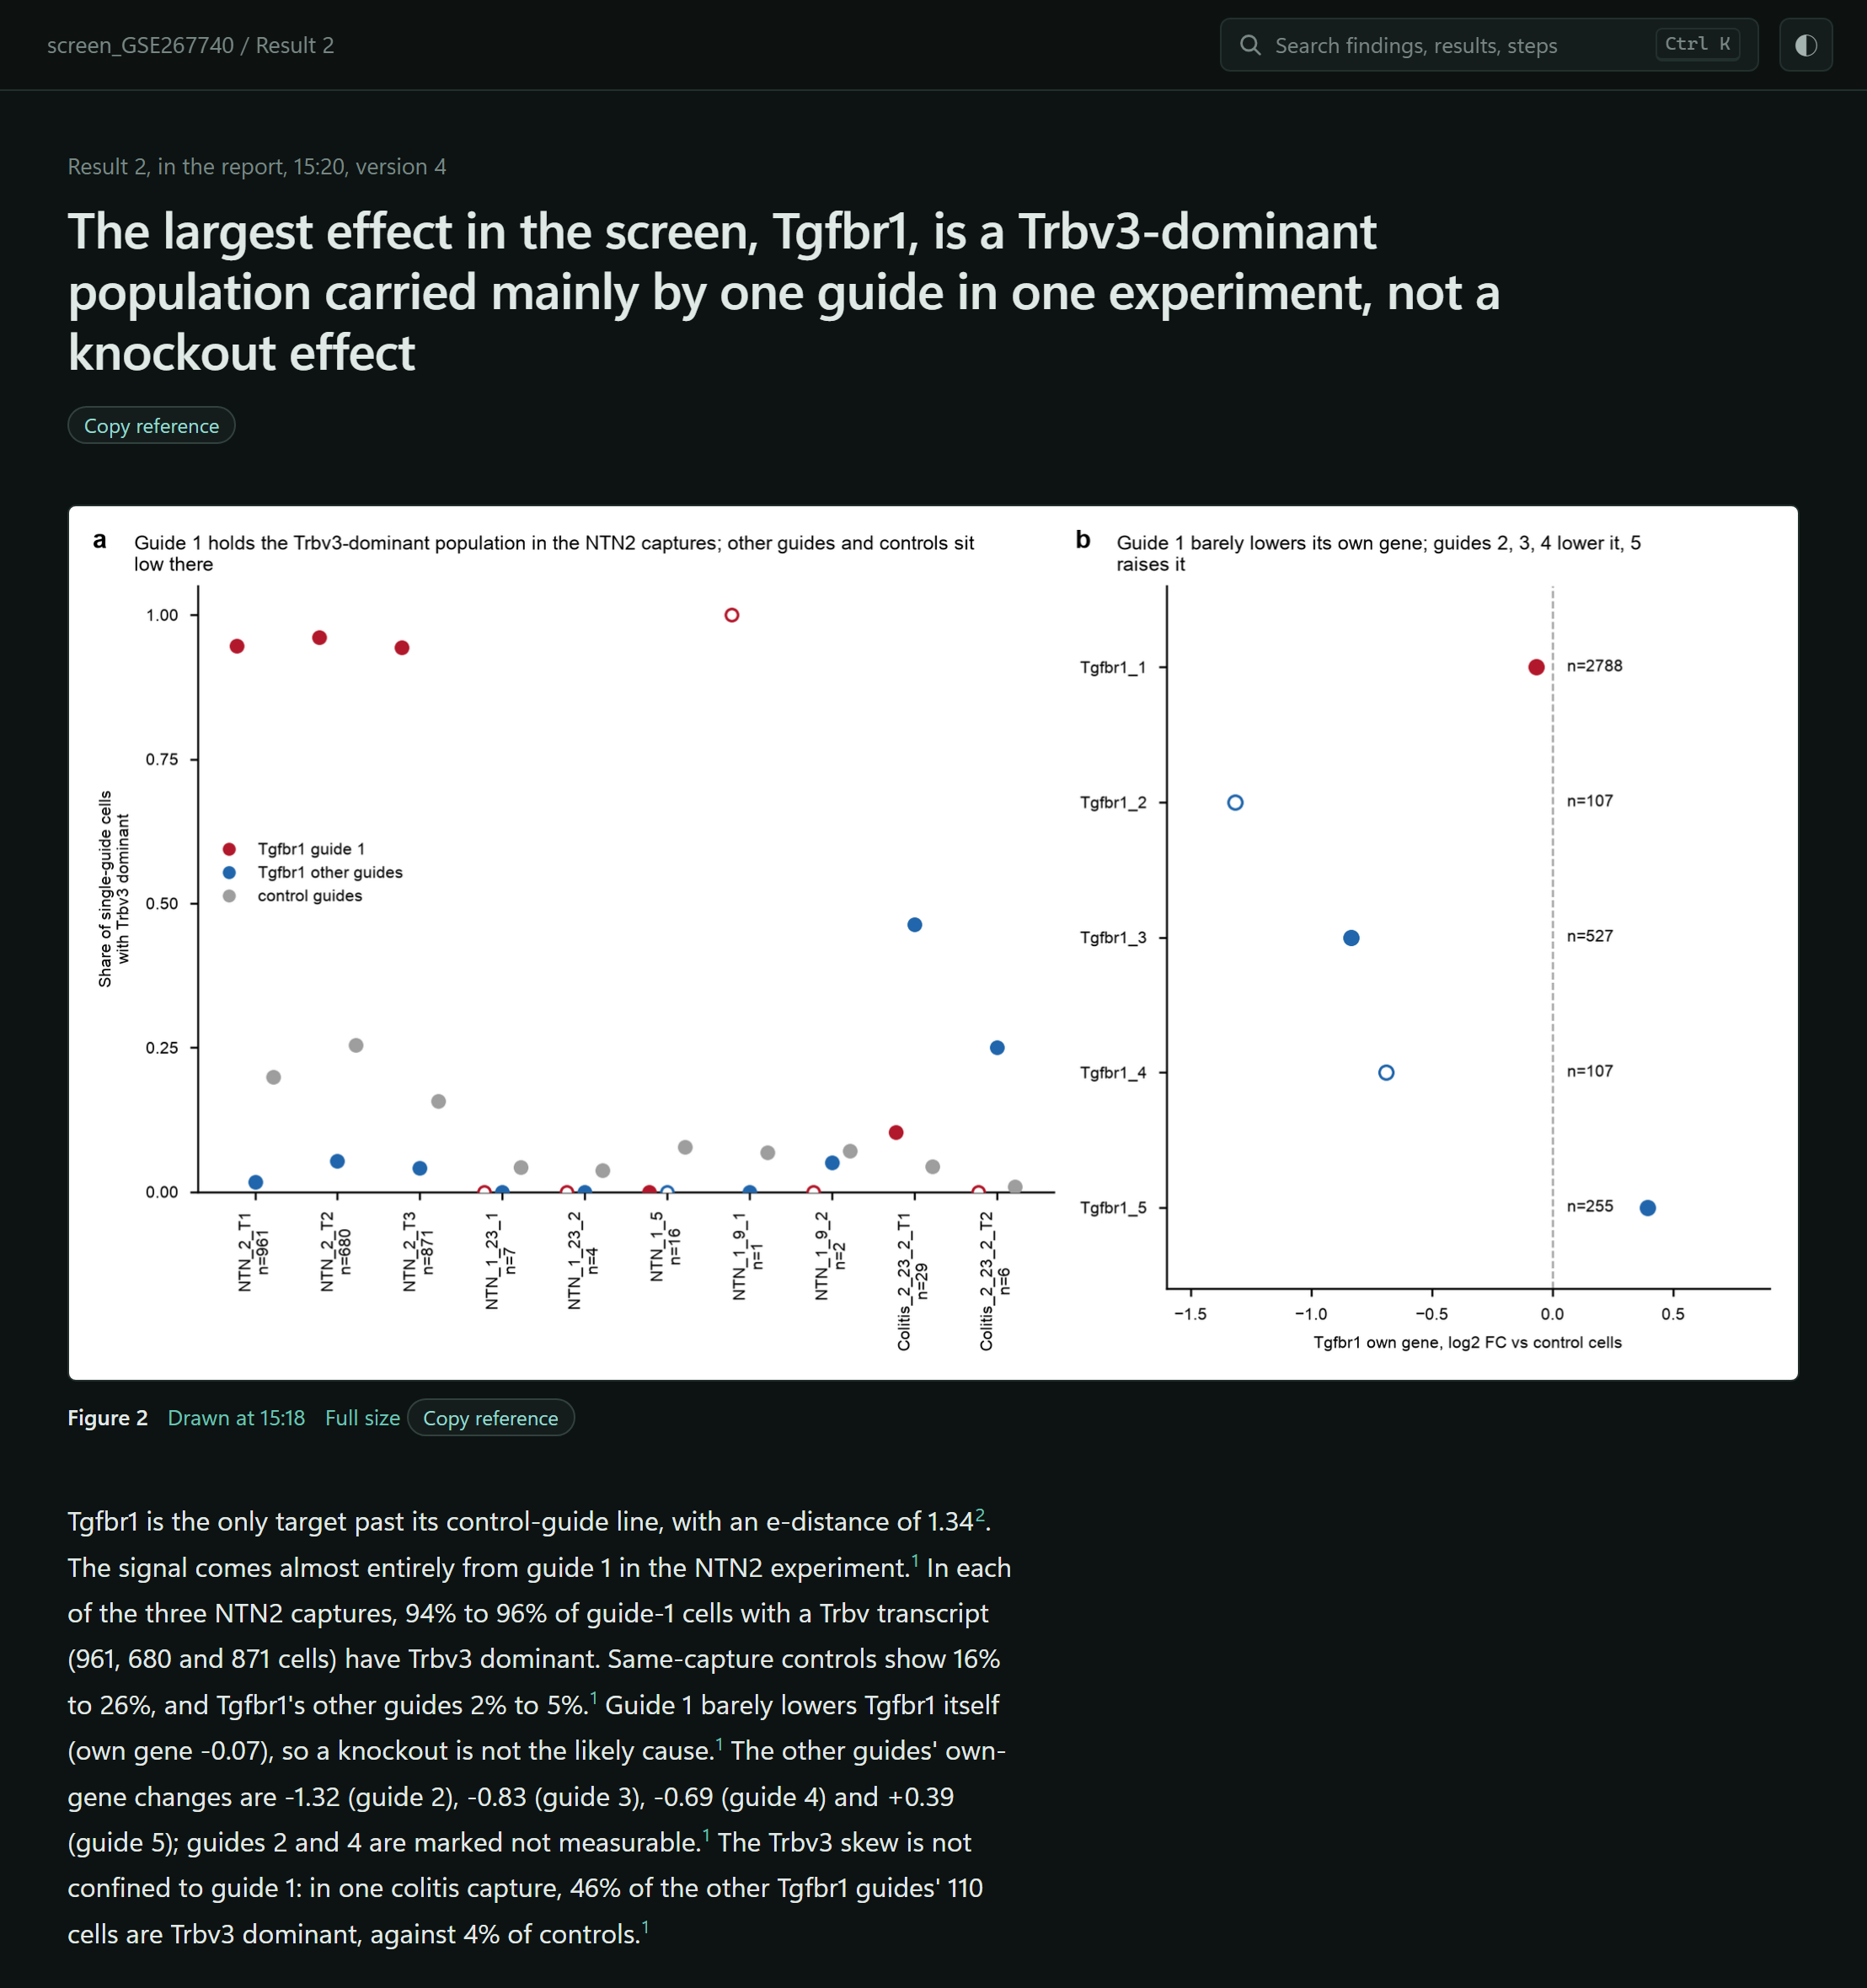 screen_GSE267740 / Result 2
Search findings, results, steps
Ctrl K
Result 2, in the report, 15:20, version 4
The largest effect in the screen, Tgfbr1, is a Trbv3-dominant
population carried mainly by one guide in one experiment, not a
knockout effect
Copy reference
a
Guide 1 holds the Trbv3-dominant population in the NTN2 captures; other guides and controls sit
low there
Share of single-guide cells
with Trbv3 dominant
1.00
0.75
0.50
0.25
0.00
Tgfbr1 guide 1
Tgfbr1 other guides
control guides
NTN_2_T1
n=961
NTN_2_T2
n=680
NTN_2_T3
n=871
NTN_1_23_1
n=7
NTN_1_23_2
n=4
NTN_1_5
n=16
NTN_1_9_1
n=1
NTN_1_9_2
n=2
Colitis_2_23_2_T1
n=29
Colitis_2_23_2_T2
n=6
b
Guide 1 barely lowers its own gene; guides 2, 3, 4 lower it, 5
raises it
Tgfbr1_1
n=2788
Tgfbr1_2
n=107
Tgfbr1_3
n=527
Tgfbr1_4
n=107
Tgfbr1_5
n=255
−1.5
−1.0
−0.5
0.0
0.5
Tgfbr1 own gene, log2 FC vs control cells
Figure 2 Drawn at 15:18 Full size Copy reference
Tgfbr1 is the only target past its control-guide line, with an e-distance of 1.34².
The signal comes almost entirely from guide 1 in the NTN2 experiment.¹ In each
of the three NTN2 captures, 94% to 96% of guide-1 cells with a Trbv transcript
(961, 680 and 871 cells) have Trbv3 dominant. Same-capture controls show 16%
to 26%, and Tgfbr1's other guides 2% to 5%.¹ Guide 1 barely lowers Tgfbr1 itself
(own gene -0.07), so a knockout is not the likely cause.¹ The other guides' own-
gene changes are -1.32 (guide 2), -0.83 (guide 3), -0.69 (guide 4) and +0.39
(guide 5); guides 2 and 4 are marked not measurable.¹ The Trbv3 skew is not
confined to guide 1: in one colitis capture, 46% of the other Tgfbr1 guides' 110
cells are Trbv3 dominant, against 4% of controls.¹